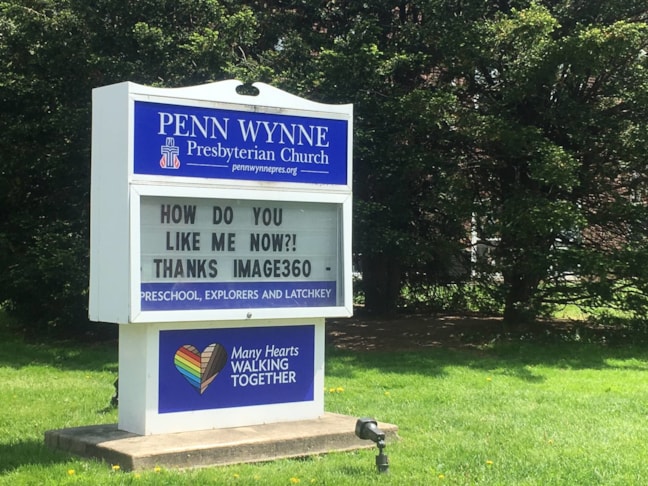 PENN WYNNE
Presbyterian Church
pennwynnepres.org
HOW DO YOU
LIKE ME NOW?!
- THANKS IMAGE360 -
PRESCHOOL, EXPLORERS AND LATCHKEY
Many Hearts
WALKING
TOGETHER